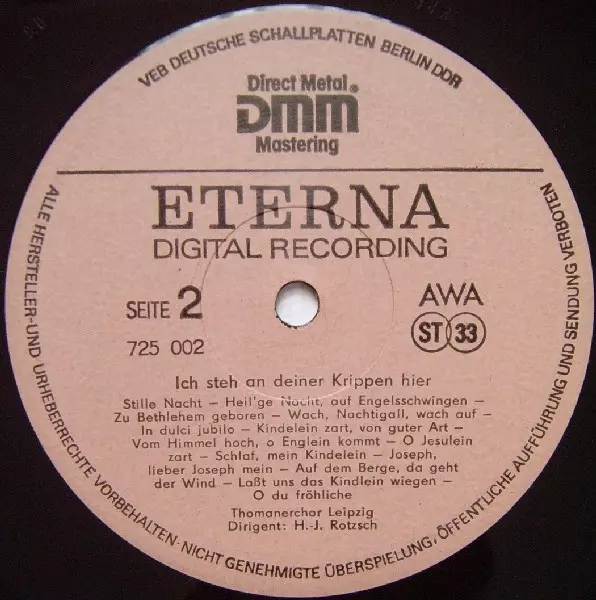 VEB DEUTSCHE SCHALLPLATTEN BERLIN DDR
Direct Metal
DMM®
Mastering
ETERNA
DIGITAL RECORDING
SEITE 2
AWA
725 002
ST 33
Ich steh an deiner Krippen hier
Stille Nacht – Heil'ge Nacht, auf Engelsschwingen –
Zu Bethlehem geboren – Wach, Nachtigall, wach auf –
In dulci jubilo – Kindelein zart, von guter Art –
Vom Himmel hoch, o Englein kommt – O Jesulein
zart – Schlaf, mein Kindelein – Joseph,
lieber Joseph mein – Auf dem Berge, da geht
der Wind – Laßt uns das Kindlein wiegen –
O du fröhliche
Thomanerchor Leipzig
Dirigent: H.-J. Rotzsch
ALLE HERSTELLER-UND URHEBERRECHTE VORBEHALTEN·NICHT GENEHMIGTE ÜBERSPIELUNG, ÖFFENTLICHE AUFFÜHRUNG UND SENDUNG VERBOTEN